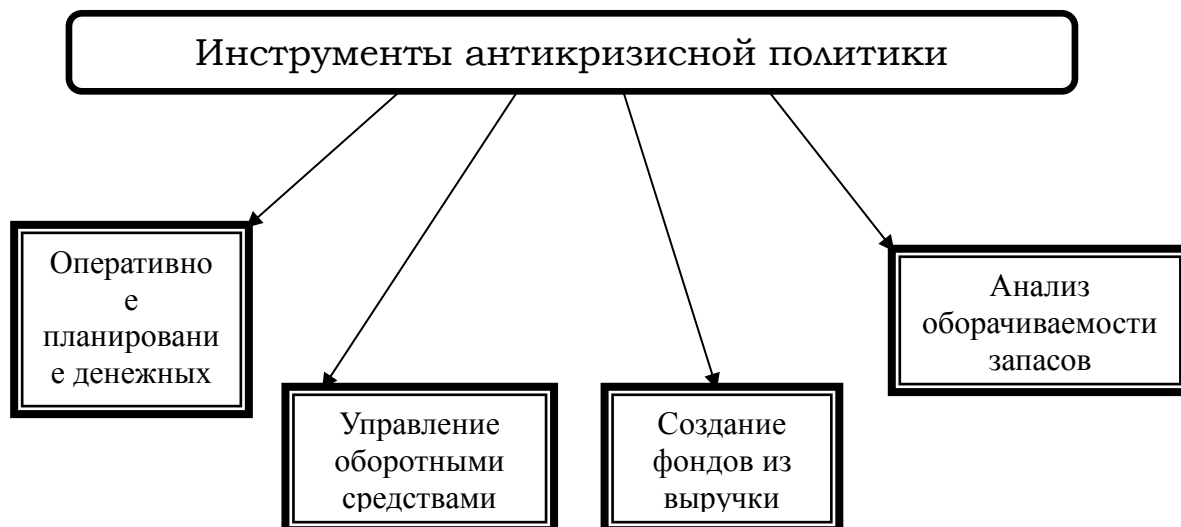 Инструменты антикризисной политики
Оперативно
е
планировани
е денежных
Управление
оборотными
средствами
Создание
фондов из
выручки
Анализ
оборачиваемости
запасов